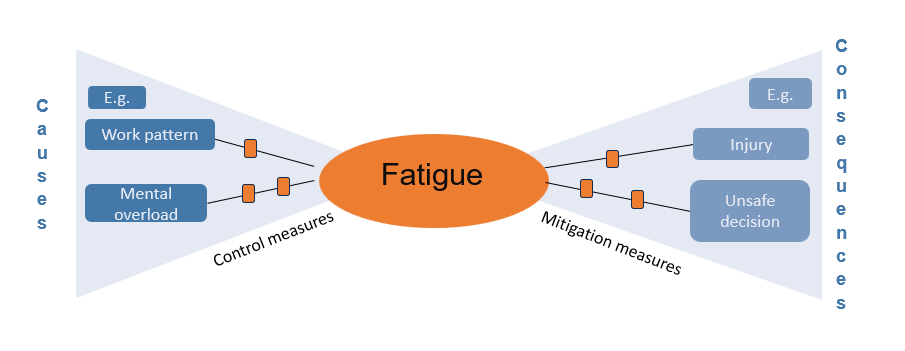 Causes
E.g.
Work pattern
Mental
overload
Control measures
Fatigue
Mitigation measures
E.g.
Injury
Unsafe
decision
Consequences